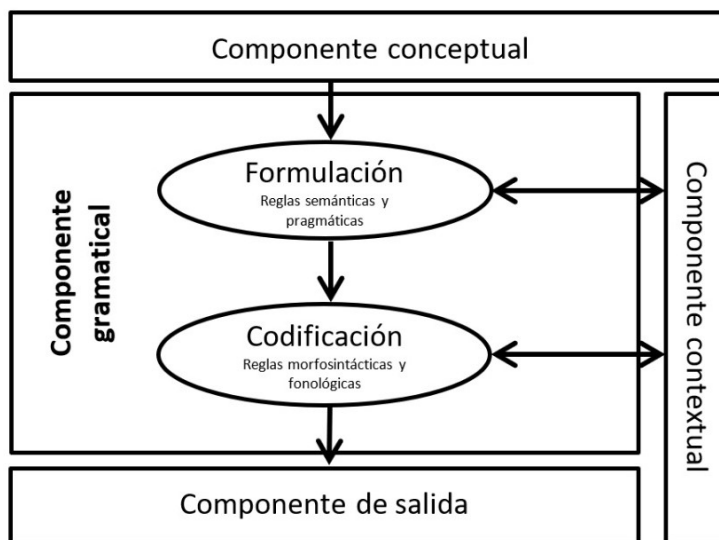 Componente conceptual
Componente
gramatical
Formulación
Reglas semánticas y
pragmáticas
Codificación
Reglas morfosintácticas y
fonológicas
Componente contextual
Componente de salida